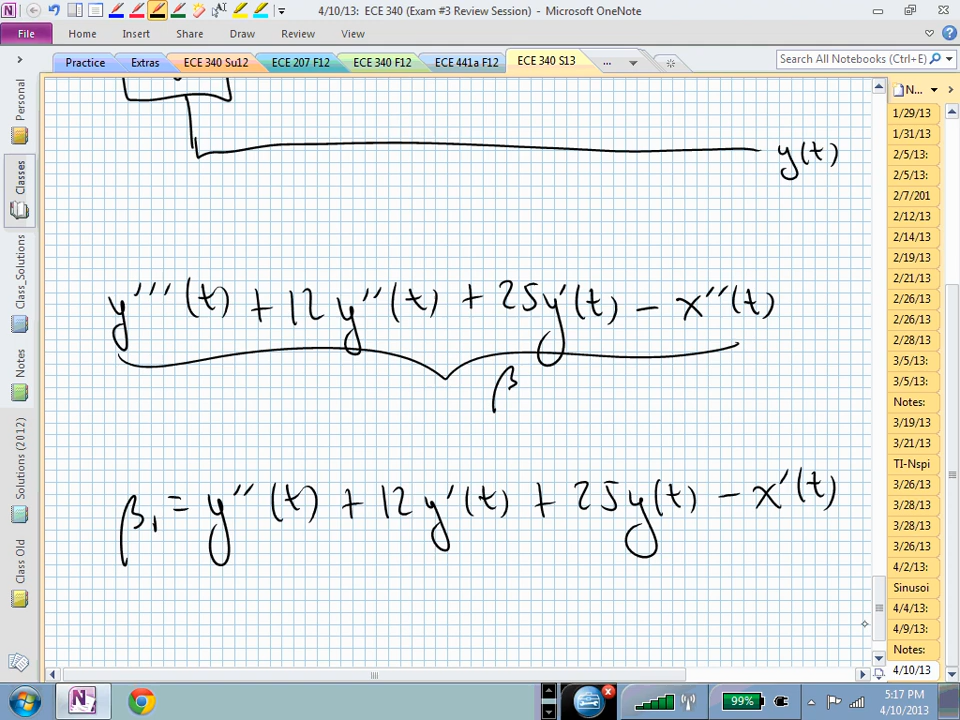 4/10/13: ECE 340 (Exam #3 Review Session) - Microsoft OneNote
File Home Insert Share Draw Review View
Practice Extras ECE 340 Su12 ECE 207 F12 ECE 340 F12 ECE 441a F12 ECE 340 S13 ... Search All Notebooks (Ctrl+E)
Personal
Classes
Class_Solutions
Notes
Solutions (2012)
Class Old
y(t)
y'''(t) + 12y''(t) + 25y'(t) - x''(t)
β
β₁ = y''(t) + 12y'(t) + 25y(t) - x'(t)
N...
1/29/13
1/31/13
2/5/13:
2/5/13:
2/7/201
2/12/13
2/14/13
2/19/13
2/21/13
2/26/13
2/26/13
2/28/13
3/5/13:
3/5/13:
Notes:
3/19/13
3/21/13
TI-Nspi
3/26/13
3/28/13
3/28/13
3/26/13
4/2/13:
Sinusoi
4/4/13:
4/9/13:
Notes:
4/10/13
99%
5:17 PM
4/10/2013